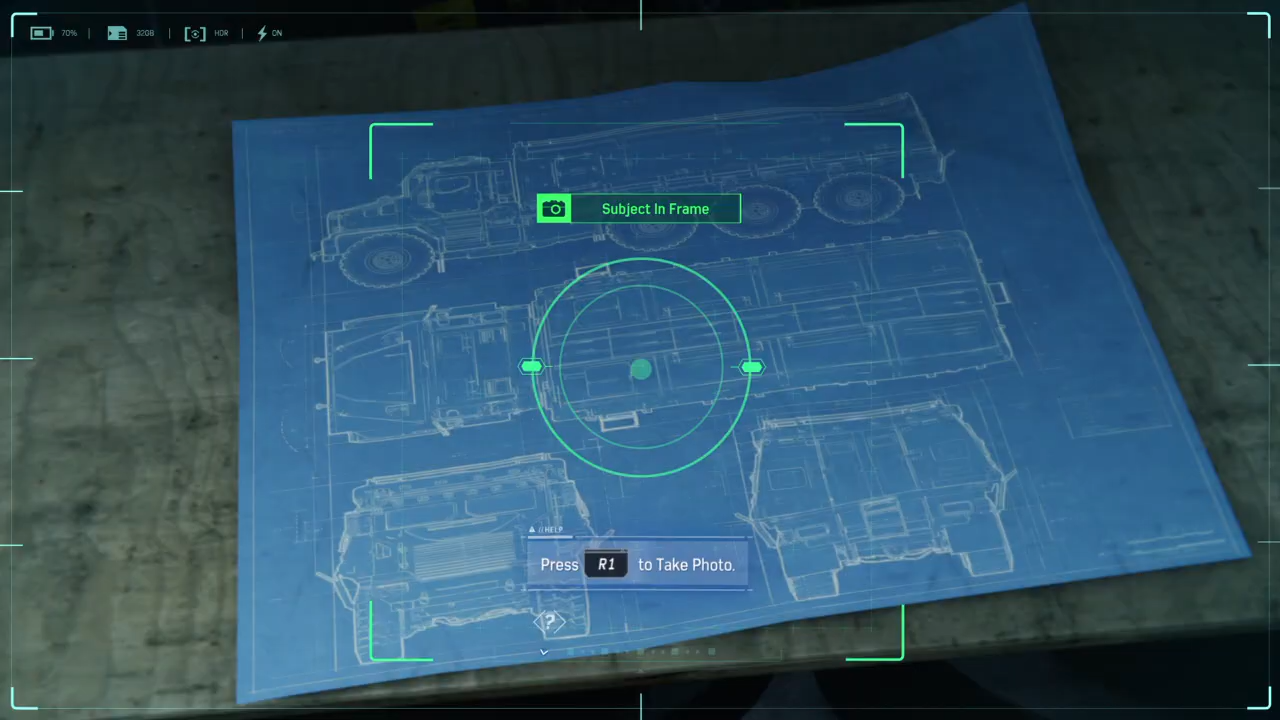 70% | 32GB | HDR | ON
Subject In Frame
//HELP
Press R1 to Take Photo.
?